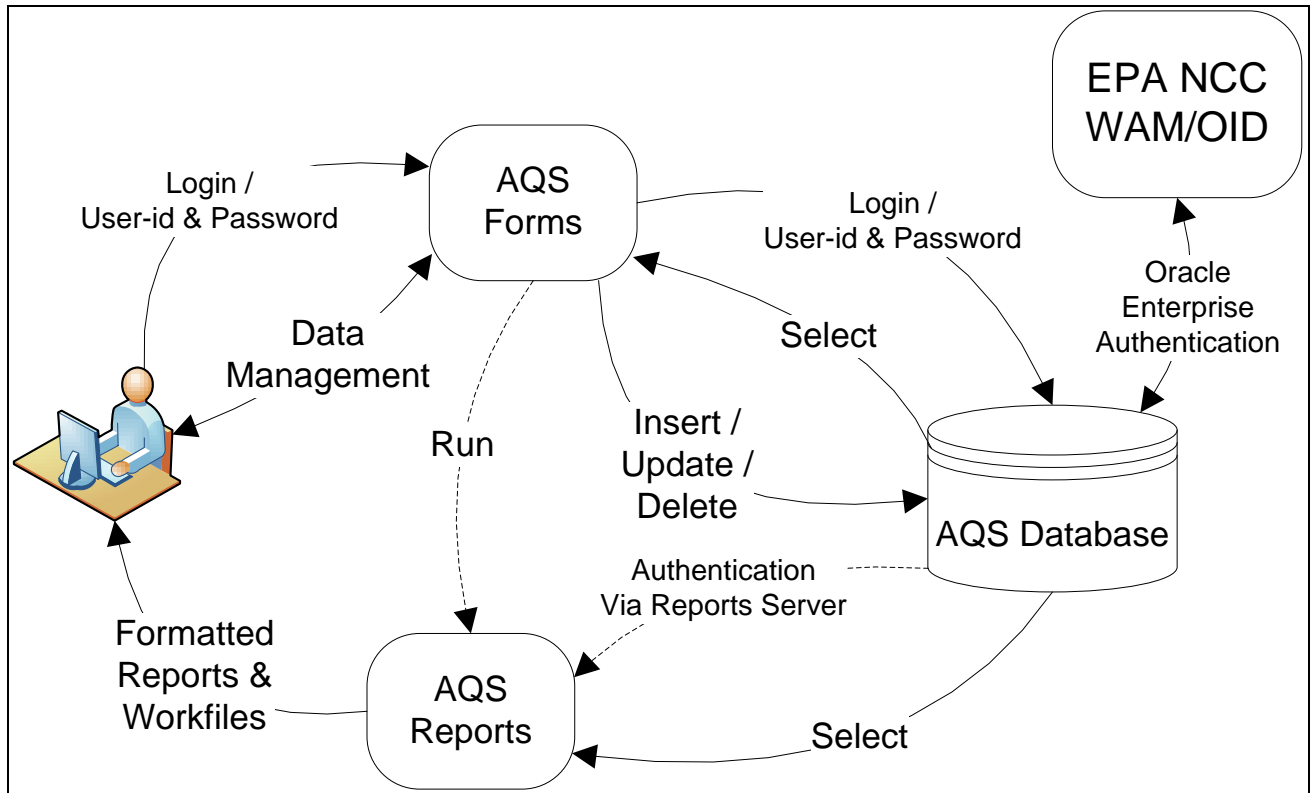 EPA NCC
WAM/OID
AQS
Forms
Login /
User-id & Password
Login /
User-id & Password
Oracle
Enterprise
Authentication
Data
Management
Select
Run
Insert /
Update /
Delete
AQS Database
Authentication
Via Reports Server
Formatted
Reports &
Workfiles
AQS
Reports
Select